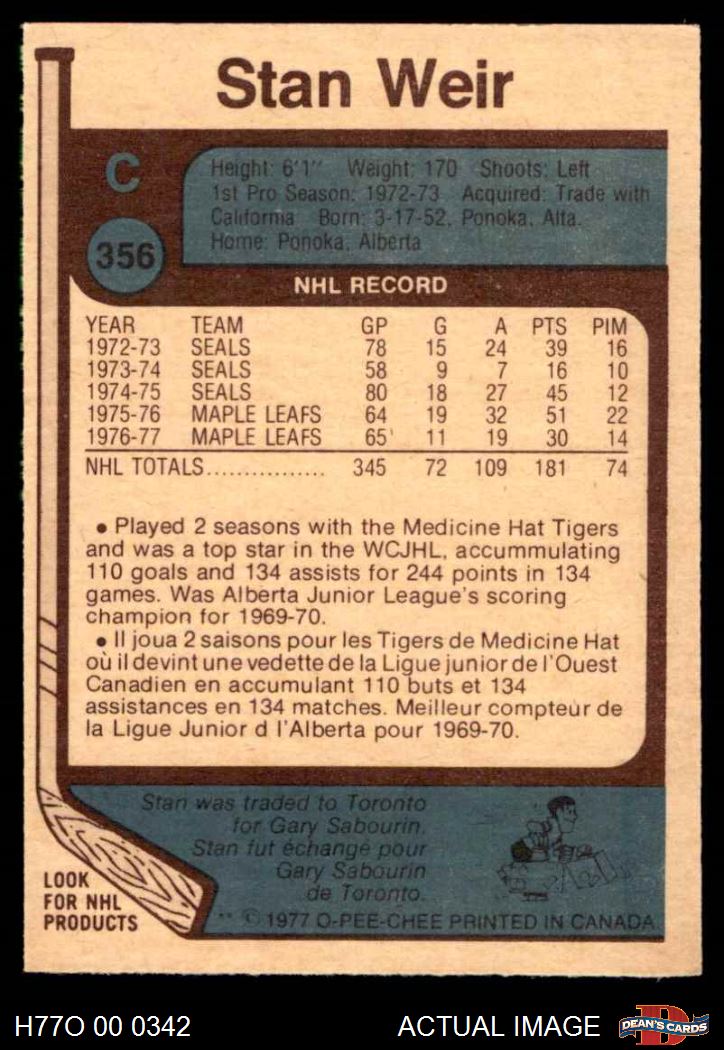 Stan Weir
C
Height: 6'1" Weight: 170 Shoots: Left
1st Pro Season: 1972-73 Acquired: Trade with
California Born: 3-17-52, Ponoka, Alta.
Home: Ponoka, Alberta
356
NHL RECORD
YEAR TEAM GP G A PTS PIM
1972-73 SEALS 78 15 24 39 16
1973-74 SEALS 58 9 7 16 10
1974-75 SEALS 80 18 27 45 12
1975-76 MAPLE LEAFS 64 19 32 51 22
1976-77 MAPLE LEAFS 65 11 19 30 14
NHL TOTALS................ 345 72 109 181 74
• Played 2 seasons with the Medicine Hat Tigers
and was a top star in the WCJHL, accummulating
110 goals and 134 assists for 244 points in 134
games. Was Alberta Junior League's scoring
champion for 1969-70.
• Il joua 2 saisons pour les Tigers de Medicine Hat
où il devint une vedette de la Ligue junior de l'Ouest
Canadien en accumulant 110 buts et 134
assistances en 134 matches. Meilleur compteur de
la Ligue Junior d l'Alberta pour 1969-70.
Stan was traded to Toronto
for Gary Sabourin.
Stan fut échangé pour
Gary Sabourin
de Toronto.
LOOK
FOR NHL
PRODUCTS
** © 1977 O-PEE-CHEE PRINTED IN CANADA
H77O 00 0342
ACTUAL IMAGE
D
DEAN'S CARDS